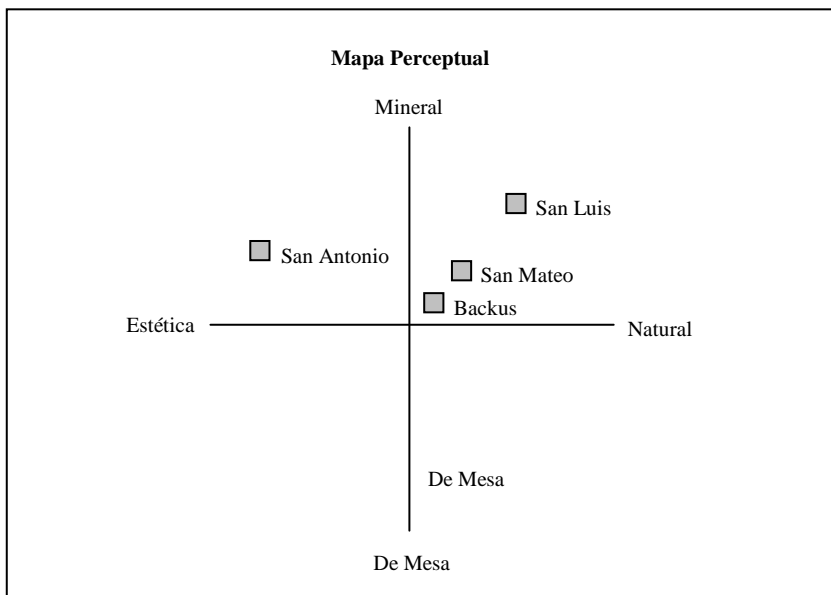 Mapa Perceptual
Mineral
San Luis
San Antonio
San Mateo
Backus
Estética
Natural
De Mesa
De Mesa